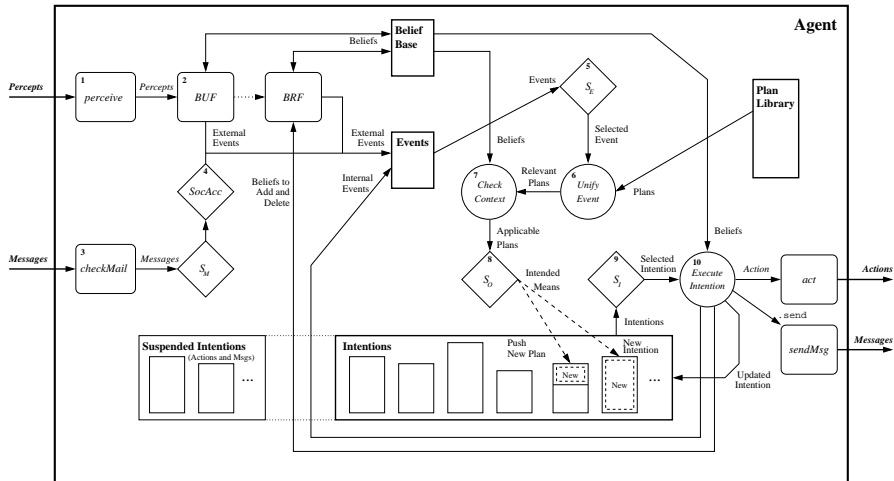 Agent
Belief
Base
Beliefs
Percepts
1
perceive
Percepts
2
BUF
BRF
5
S_E
Events
Plan
Library
External
Events
External
Events
Events
Selected
Event
Beliefs
4
SocAcc
Beliefs to
Add and
Delete
Internal
Events
7
Check
Context
Relevant
Plans
6
Unify
Event
Plans
Messages
3
checkMail
Messages
S_M
Applicable
Plans
8
S_O
Intended
Means
9
S_I
Selected
Intention
Beliefs
10
Execute
Intention
Action
act
Actions
.send
sendMsg
Messages
Intentions
Suspended Intentions
(Actions and Msgs)
...
Intentions
Push
New Plan
New
Intention
New
New
...
Updated
Intention